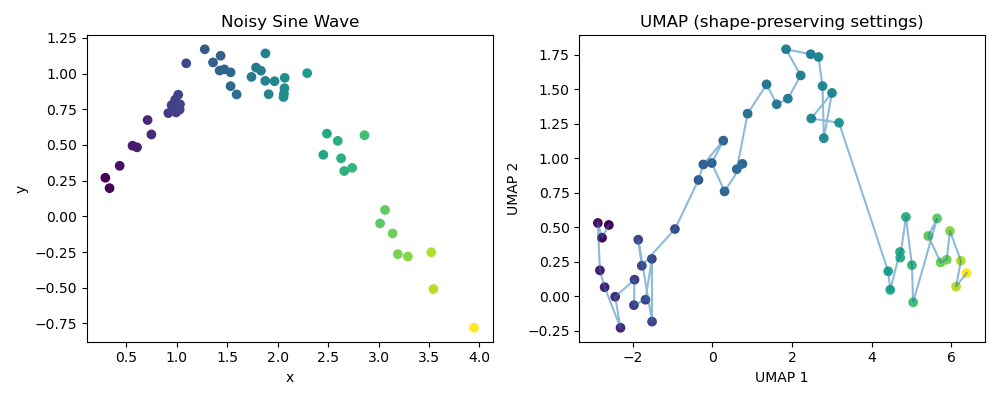 Noisy Sine Wave
1.25
1.00
0.75
0.50
0.25
0.00
−0.25
−0.50
−0.75
y
0.5 1.0 1.5 2.0 2.5 3.0 3.5 4.0
x
UMAP (shape-preserving settings)
1.75
1.50
1.25
1.00
0.75
0.50
0.25
0.00
−0.25
UMAP 2
−2 0 2 4 6
UMAP 1